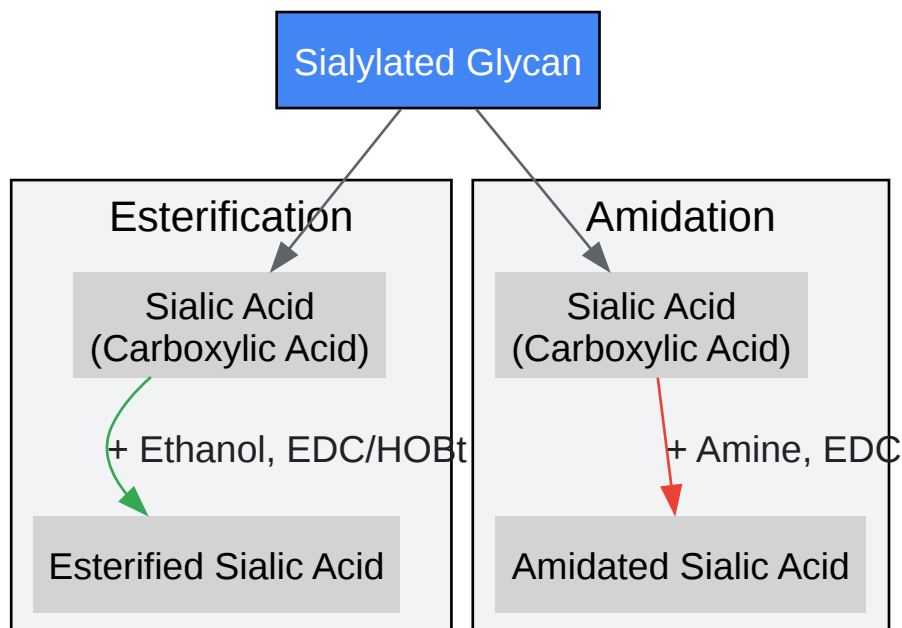 Sialylated Glycan
Esterification
Sialic Acid
(Carboxylic Acid)
+ Ethanol, EDC/HOBt
Esterified Sialic Acid
Amidation
Sialic Acid
(Carboxylic Acid)
+ Amine, EDC
Amidated Sialic Acid